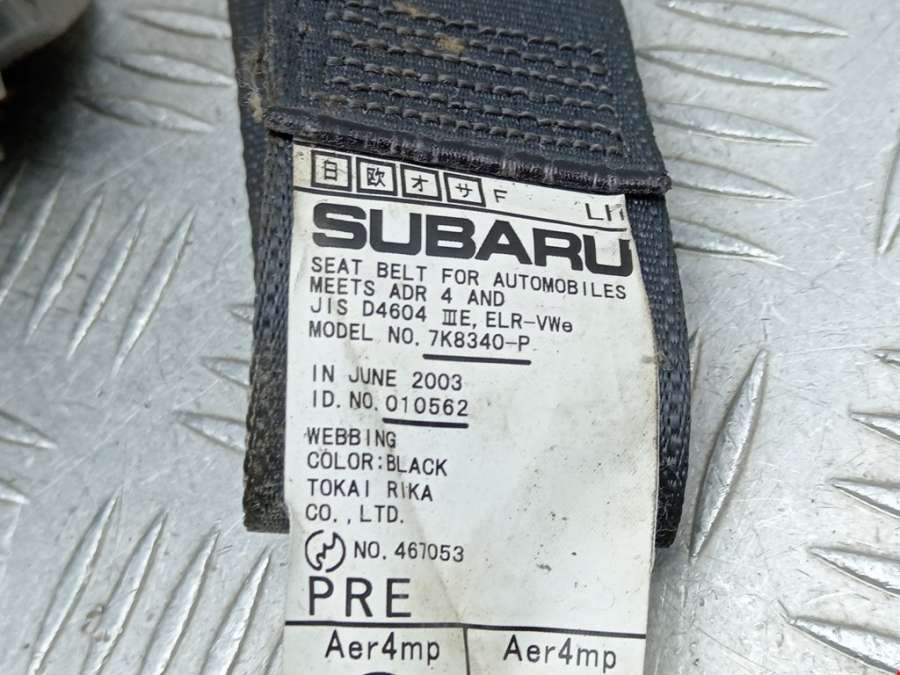 日 欧 オ サ F LH
SUBARU
SEAT BELT FOR AUTOMOBILES
MEETS ADR 4 AND
JIS D4604 ⅢE, ELR-VWe
MODEL NO. 7K8340-P
IN JUNE 2003
ID. NO. 010562
WEBBING
COLOR:BLACK
TOKAI RIKA
CO., LTD.
NO. 467053
PRE
Aer4mp Aer4mp